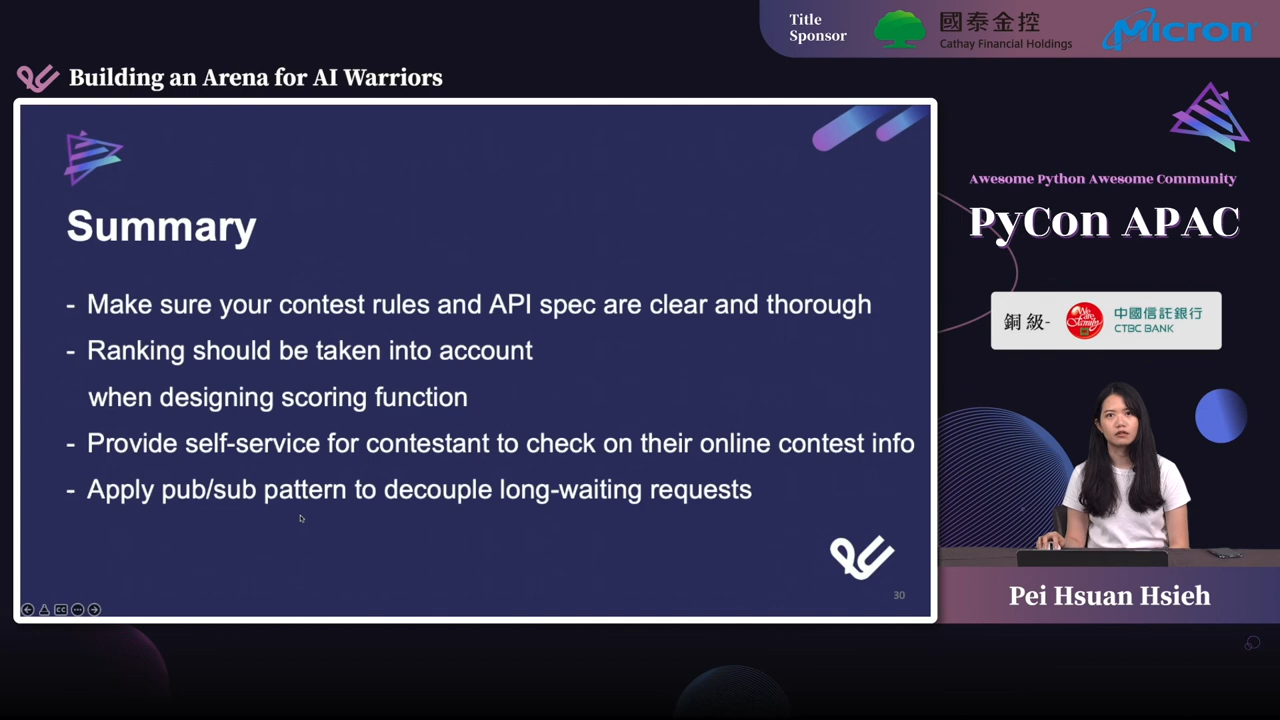 Title
Sponsor
國泰金控
Cathay Financial Holdings
Micron
Building an Arena for AI Warriors
Summary
- Make sure your contest rules and API spec are clear and thorough
- Ranking should be taken into account
when designing scoring function
- Provide self-service for contestant to check on their online contest info
- Apply pub/sub pattern to decouple long-waiting requests
30
Awesome Python Awesome Community
PyCon APAC
銅級-
We are Family
中國信託銀行
CTBC BANK
Pei Hsuan Hsieh